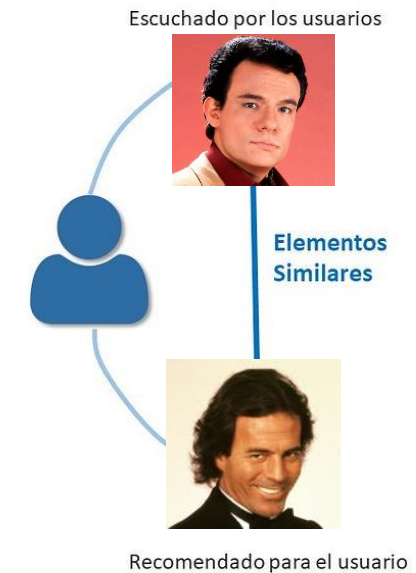 Escuchado por los usuarios
Elementos
Similares
Recomendado para el usuario